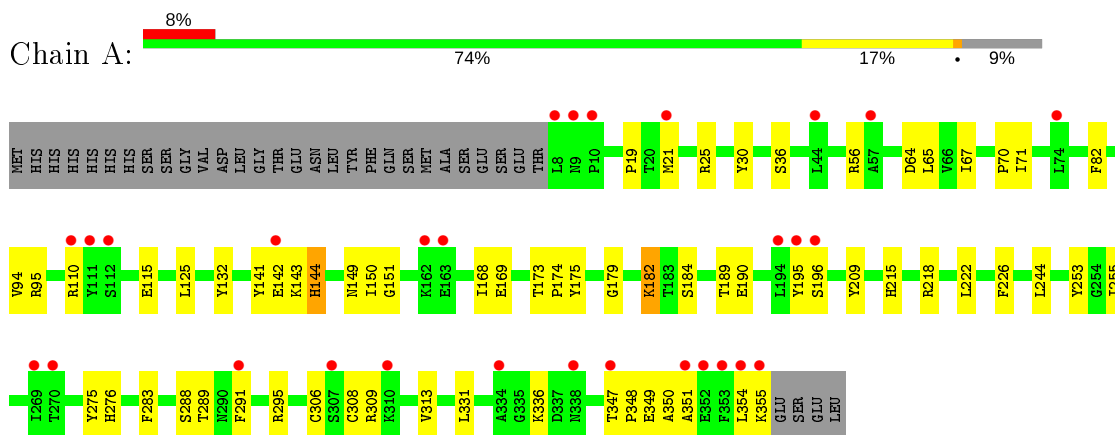 8%
Chain A:
74% 17% • 9%
MET HIS HIS HIS HIS HIS HIS SER SER GLY VAL ASP LEU GLY THR GLU ASN LEU TYR PHE GLN SER MET ALA SER GLU SER GLU THR L8 N9 P10 P19 T20 M21 R25 Y30 S36 L44 R56 A57 D64 L65 V66 I67 P70 I71 L74 F82
V94 R95 R110 Y111 S112 E115 L125 Y132 Y141 E142 K143 H144 N149 I150 G151 K162 E163 I168 E169 T173 P174 Y175 G179 K182 T183 S184 T189 E190 L194 Y195 S196 Y209 H215 R218 L222 F226 L244 Y253 G254 I255
I269 T270 Y275 H276 F283 S288 T289 N290 F291 R295 C306 S307 C308 R309 K310 V313 L331 A334 G335 K336 D337 N338 T347 P348 E349 A350 A351 E352 F353 L354 K355 GLU SER GLU LEU